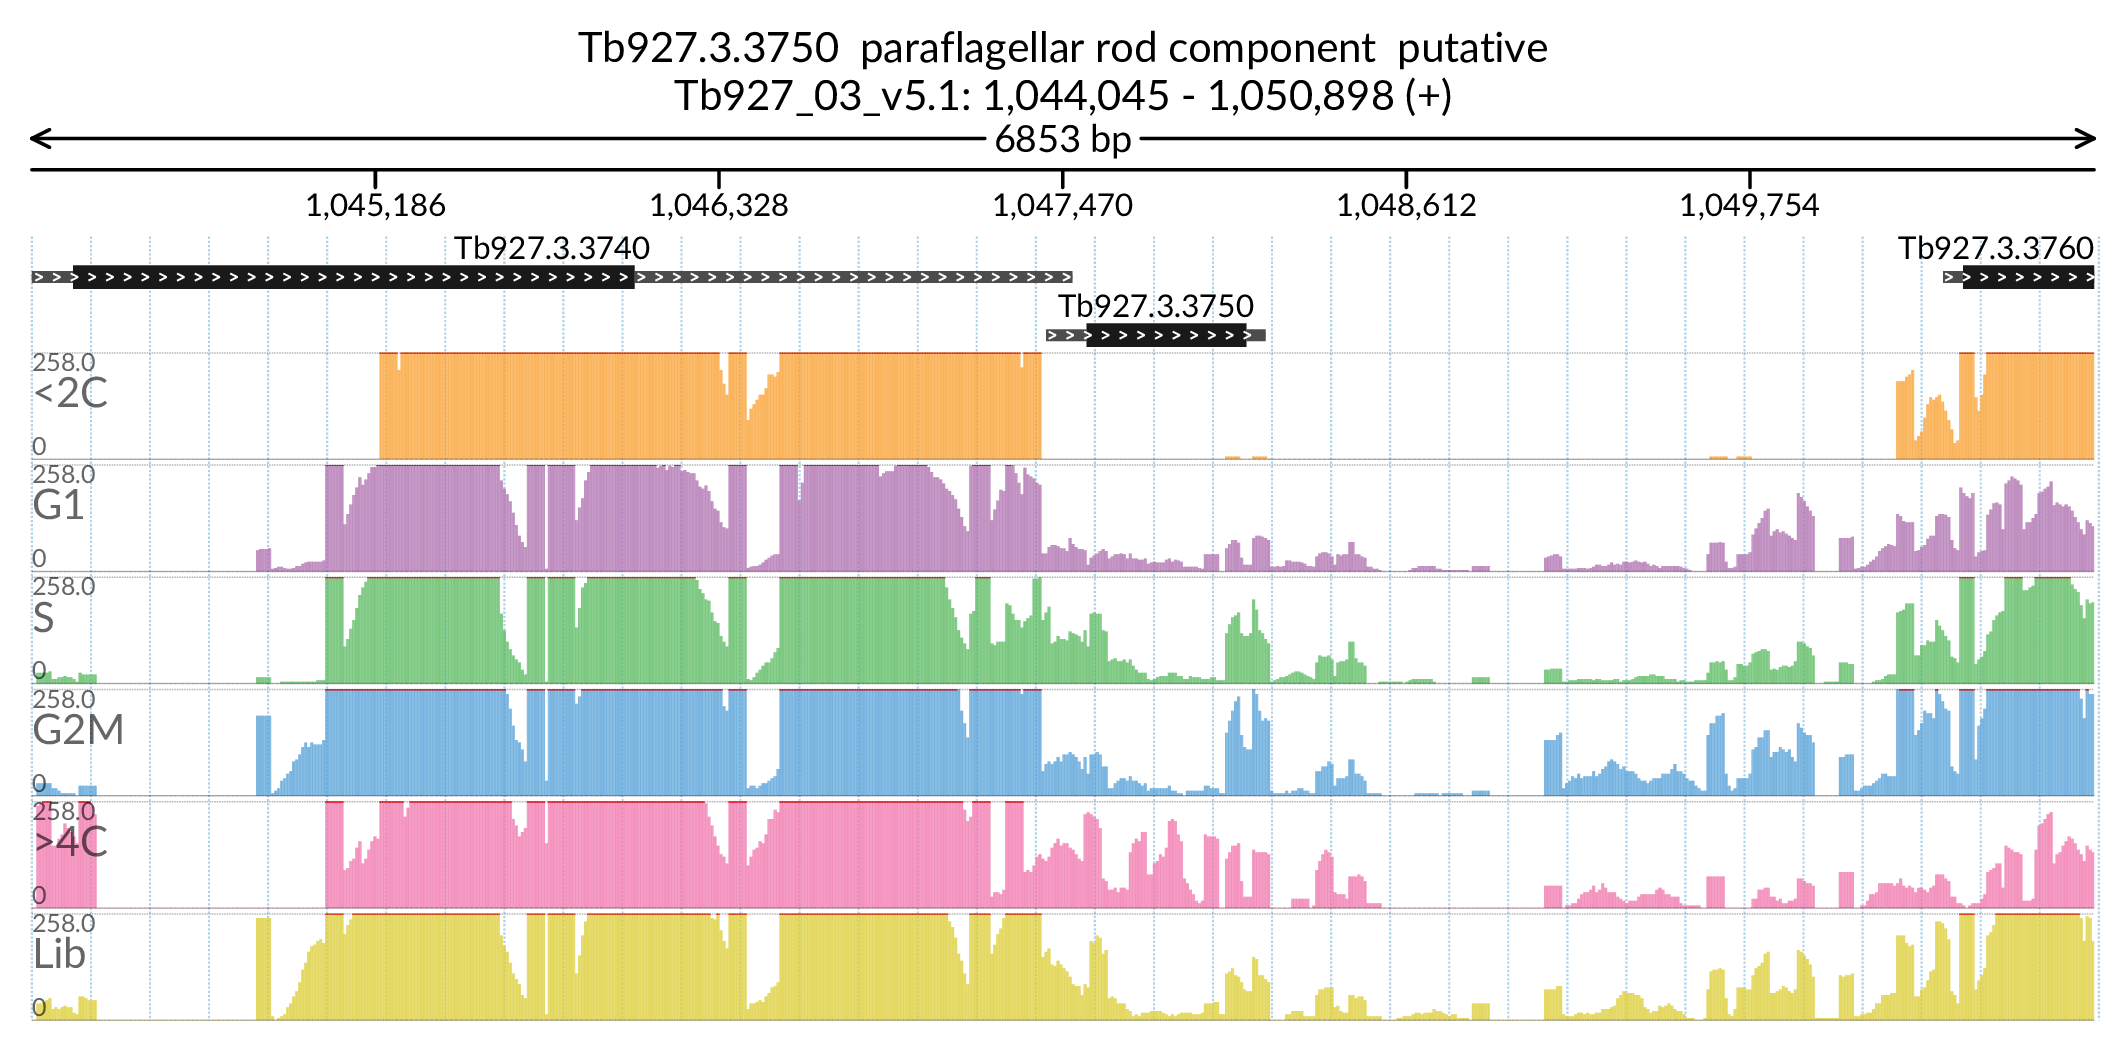 Tb927.3.3750  paraflagellar rod component  putative
Tb927_03_v5.1: 1,044,045 - 1,050,898 (+)
6853 bp
1,045,186 1,046,328 1,047,470 1,048,612 1,049,754
Tb927.3.3740 Tb927.3.3760
Tb927.3.3750
258.0
<2C
0
258.0
G1
0
258.0
S
0
258.0
G2M
0
258.0
>4C
0
258.0
Lib
0